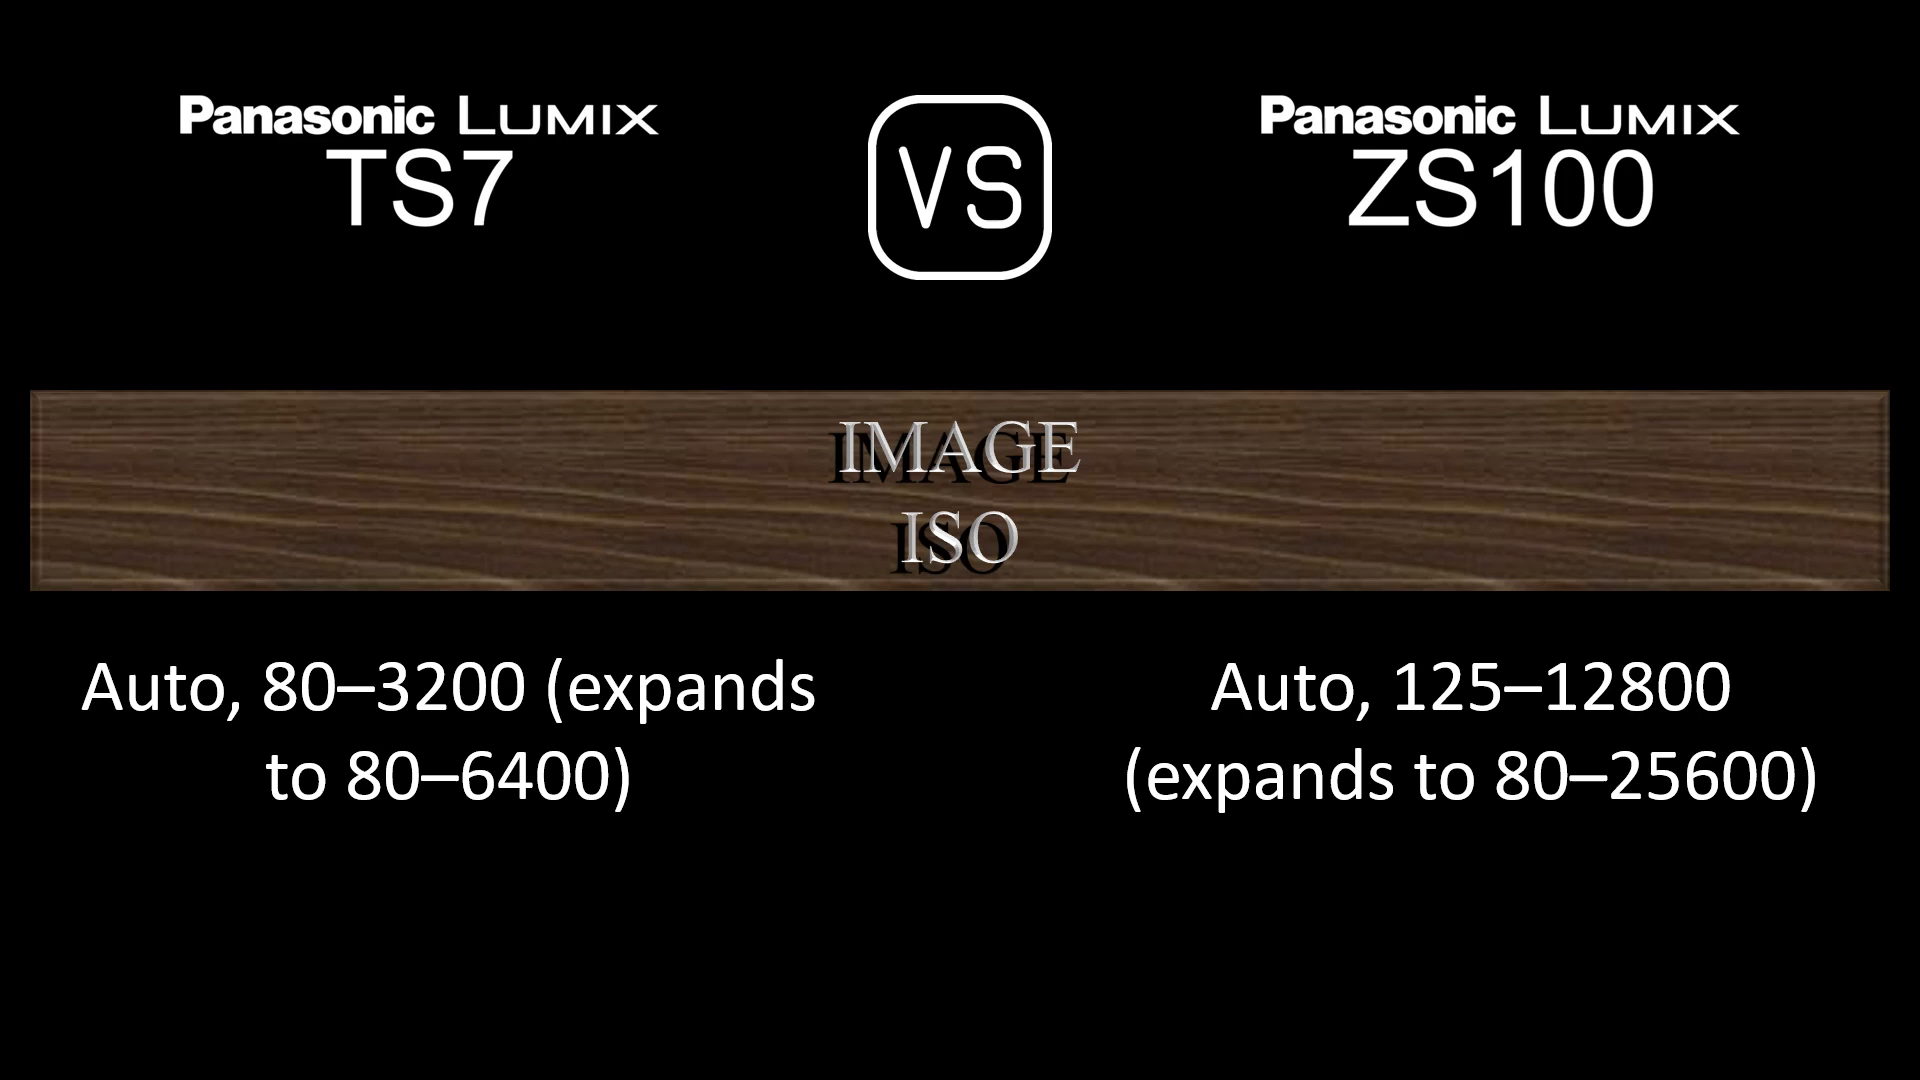 Panasonic LUMIX
TS7
VS
Panasonic LUMIX
ZS100
IMAGE
ISO
Auto, 80–3200 (expands
to 80–6400)
Auto, 125–12800
(expands to 80–25600)